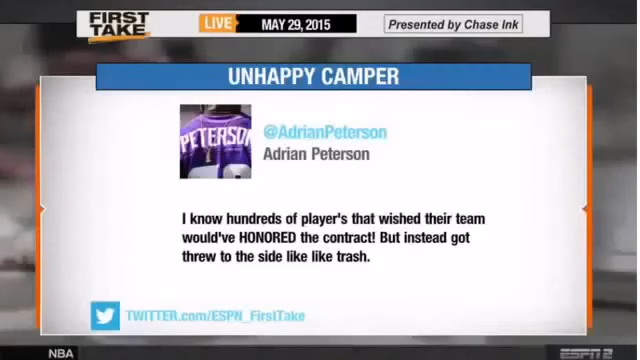 FIRST
TAKE
LIVE MAY 29, 2015 Presented by Chase Ink
UNHAPPY CAMPER
PETERSON
@AdrianPeterson
Adrian Peterson
I know hundreds of player's that wished their team
would've HONORED the contract! But instead got
threw to the side like like trash.
TWITTER.com/ESPN_FirstTake
NBA
ESPN 2